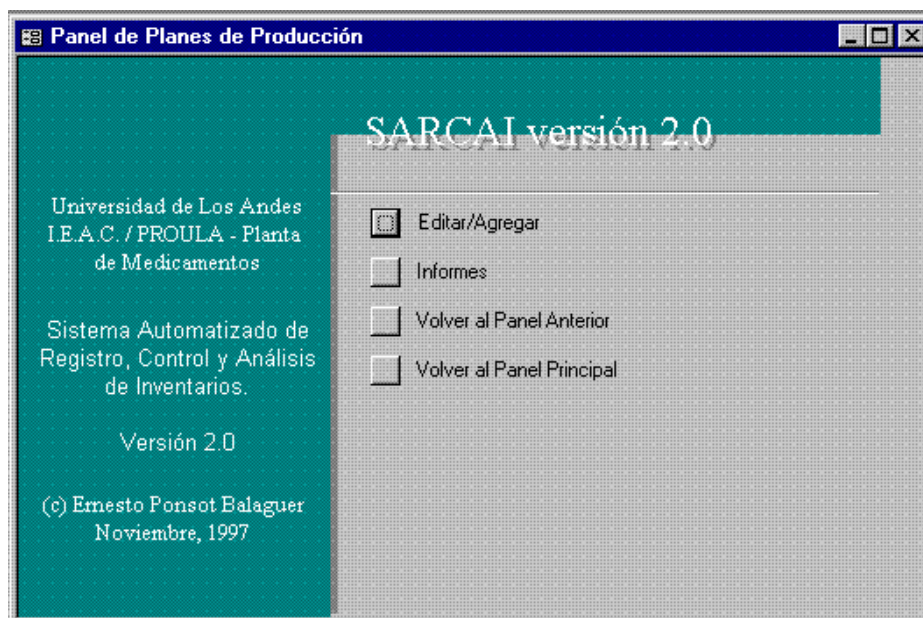 Panel de Planes de Producción
SARCAI versión 2.0
Universidad de Los Andes
I.E.A.C. / PROULA - Planta
de Medicamentos
Sistema Automatizado de
Registro, Control y Análisis
de Inventarios.
Versión 2.0
(c) Ernesto Ponsot Balaguer
Noviembre, 1997
Editar/Agregar
Informes
Volver al Panel Anterior
Volver al Panel Principal